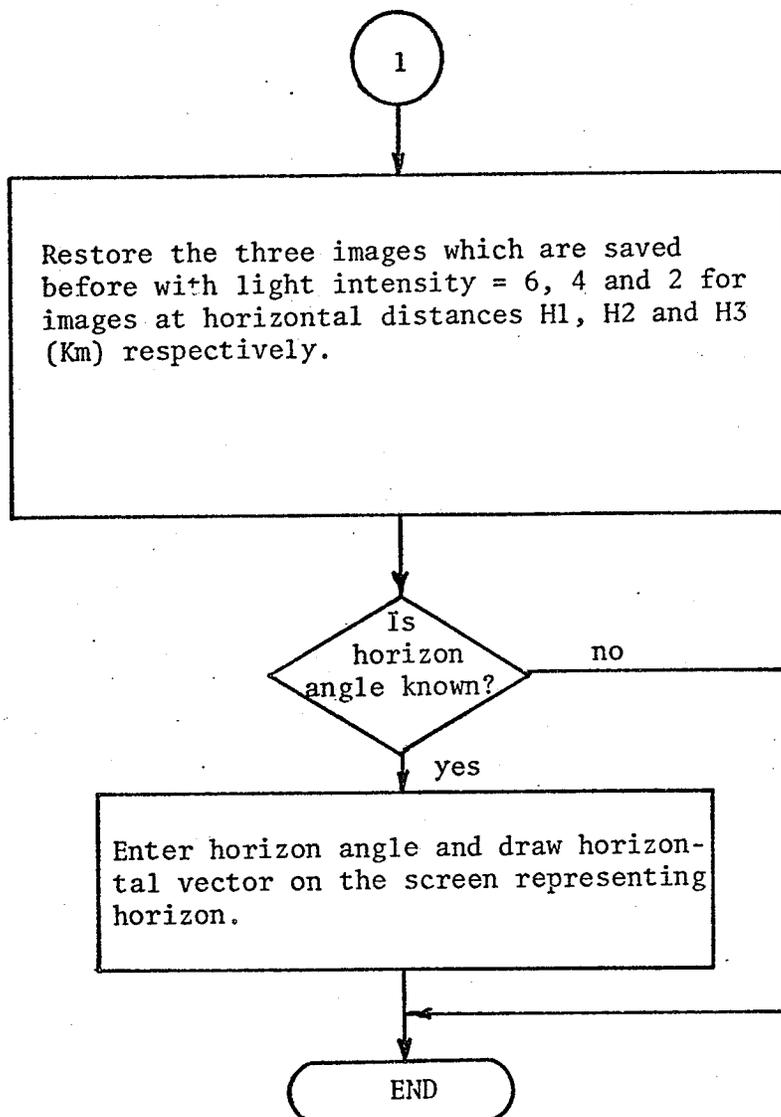 1
Restore the three images which are saved
before with light intensity = 6, 4 and 2 for
images at horizontal distances H1, H2 and H3
(Km) respectively.
Is
horizon
angle known?
no
yes
Enter horizon angle and draw horizon-
tal vector on the screen representing
horizon.
END